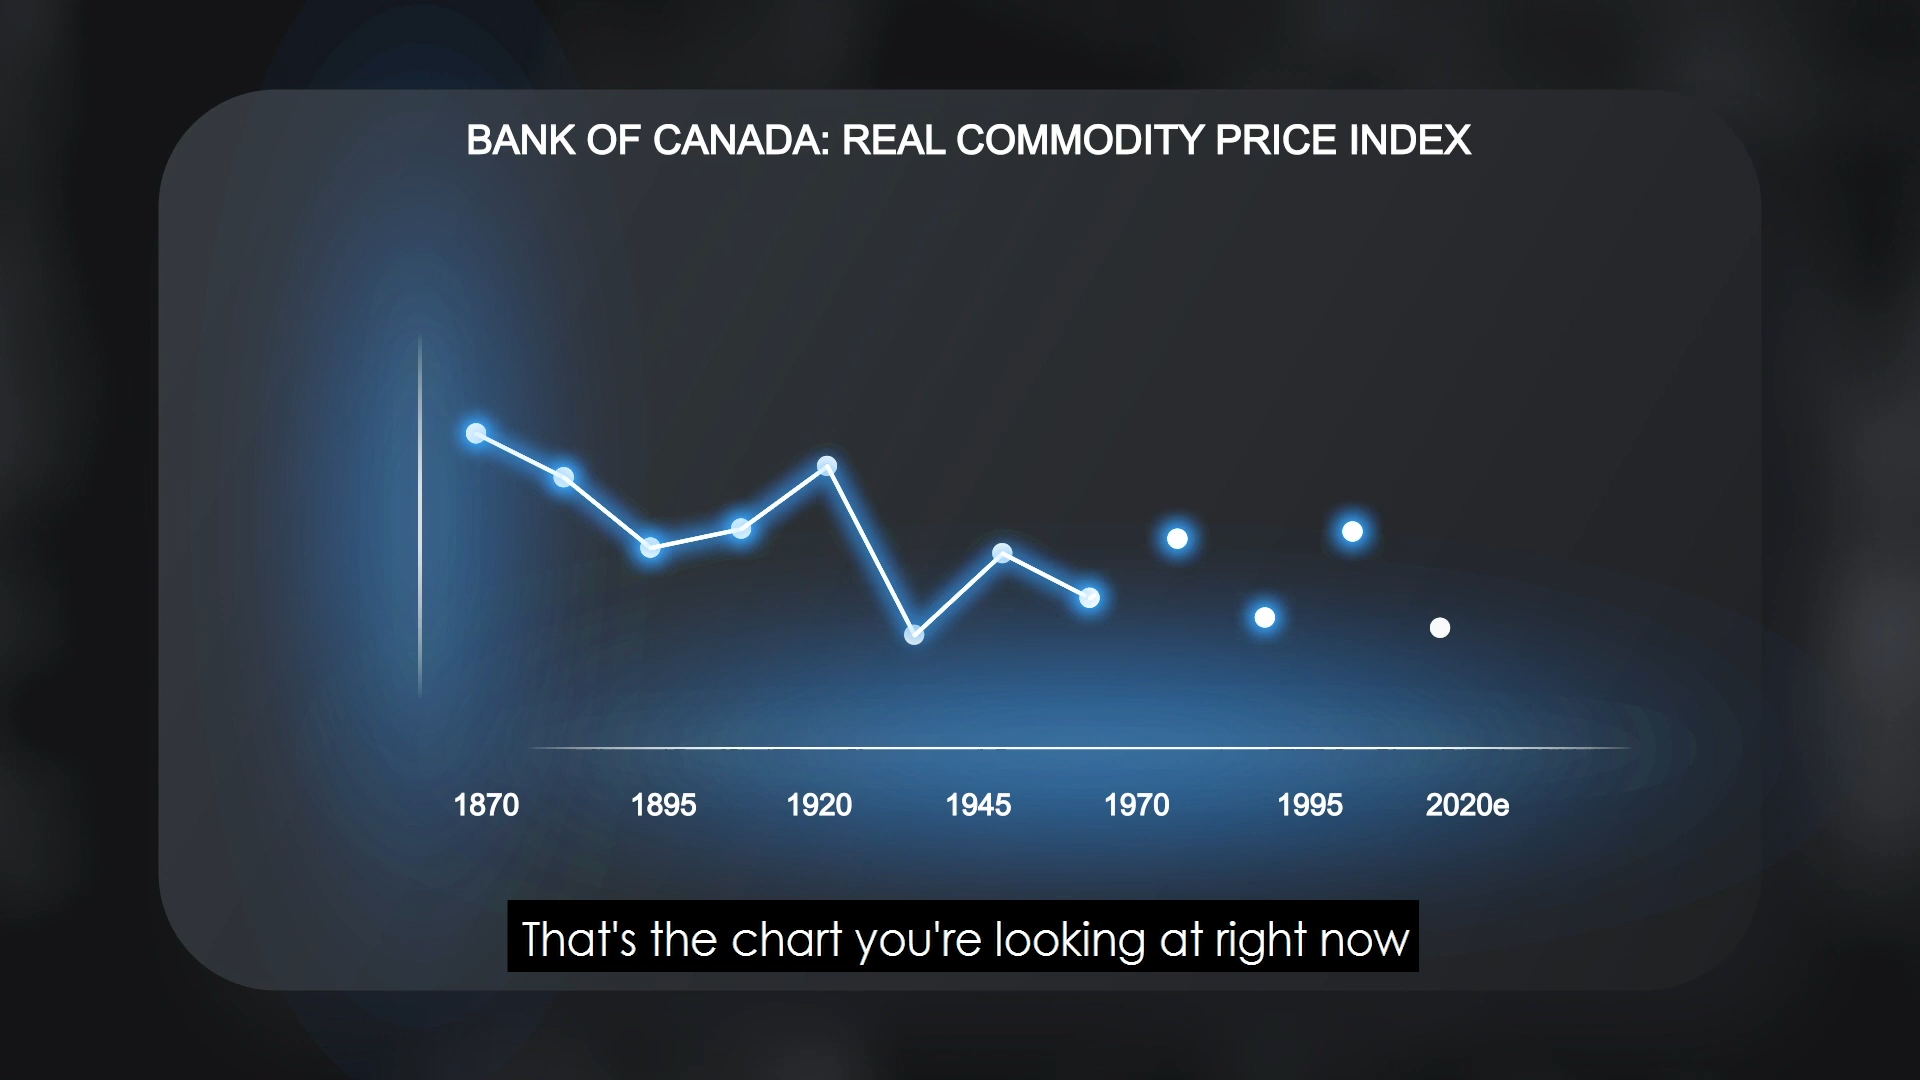 BANK OF CANADA: REAL COMMODITY PRICE INDEX
1870 1895 1920 1945 1970 1995 2020e
That's the chart you're looking at right now